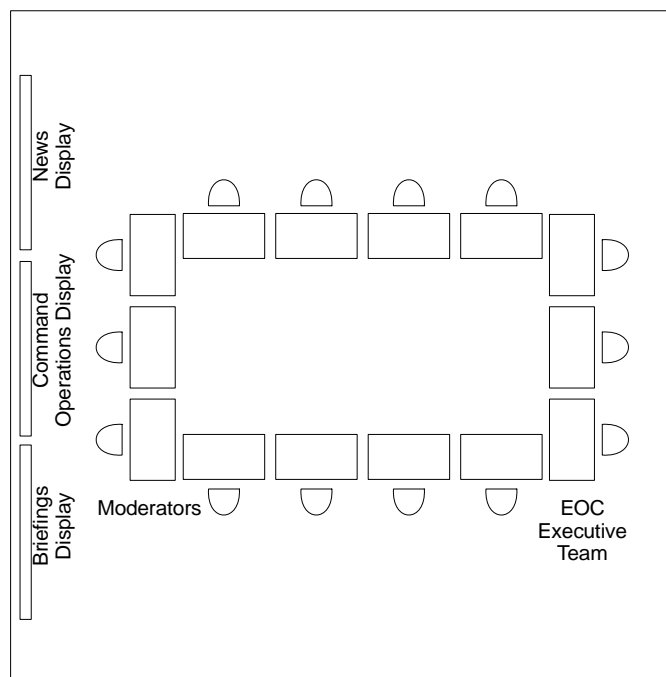 News
Display
Command
Operations Display
Briefings
Display
Moderators
EOC
Executive
Team